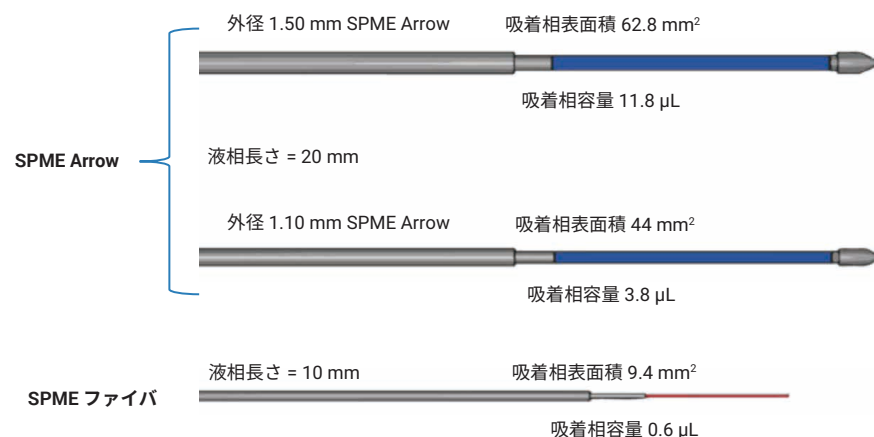 外径 1.50 mm SPME Arrow
吸着相表面積 62.8 mm²
吸着相容量 11.8 µL
SPME Arrow
液相長さ = 20 mm
外径 1.10 mm SPME Arrow
吸着相表面積 44 mm²
吸着相容量 3.8 µL
液相長さ = 10 mm
吸着相表面積 9.4 mm²
SPME ファイバ
吸着相容量 0.6 µL